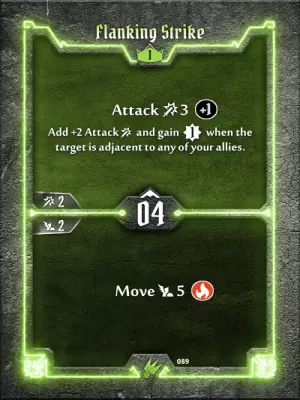 Flanking Strike
1
Attack 3 +1
Add +2 Attack and gain 1 when the
target is adjacent to any of your allies.
2
04
2
Move 5
089